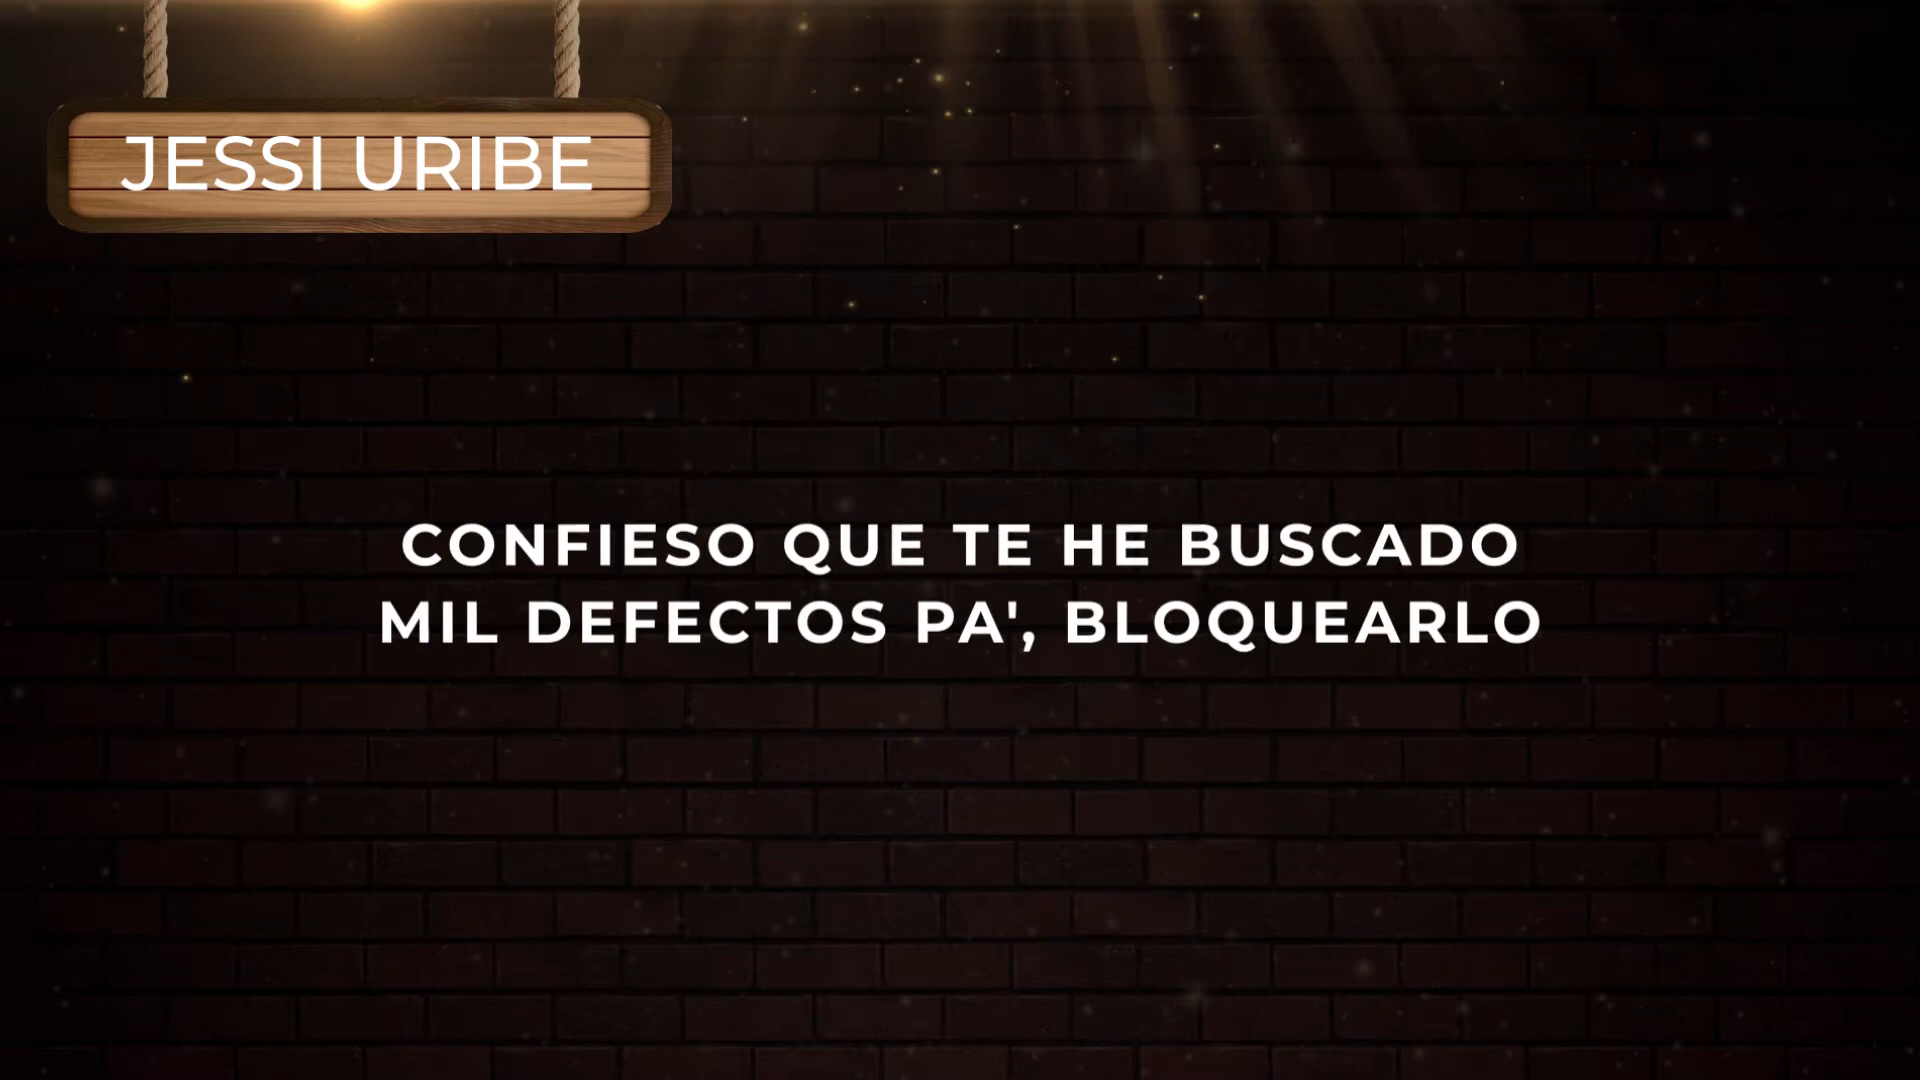 JESSI URIBE
CONFIESO QUE TE HE BUSCADO
MIL DEFECTOS PA', BLOQUEARLO